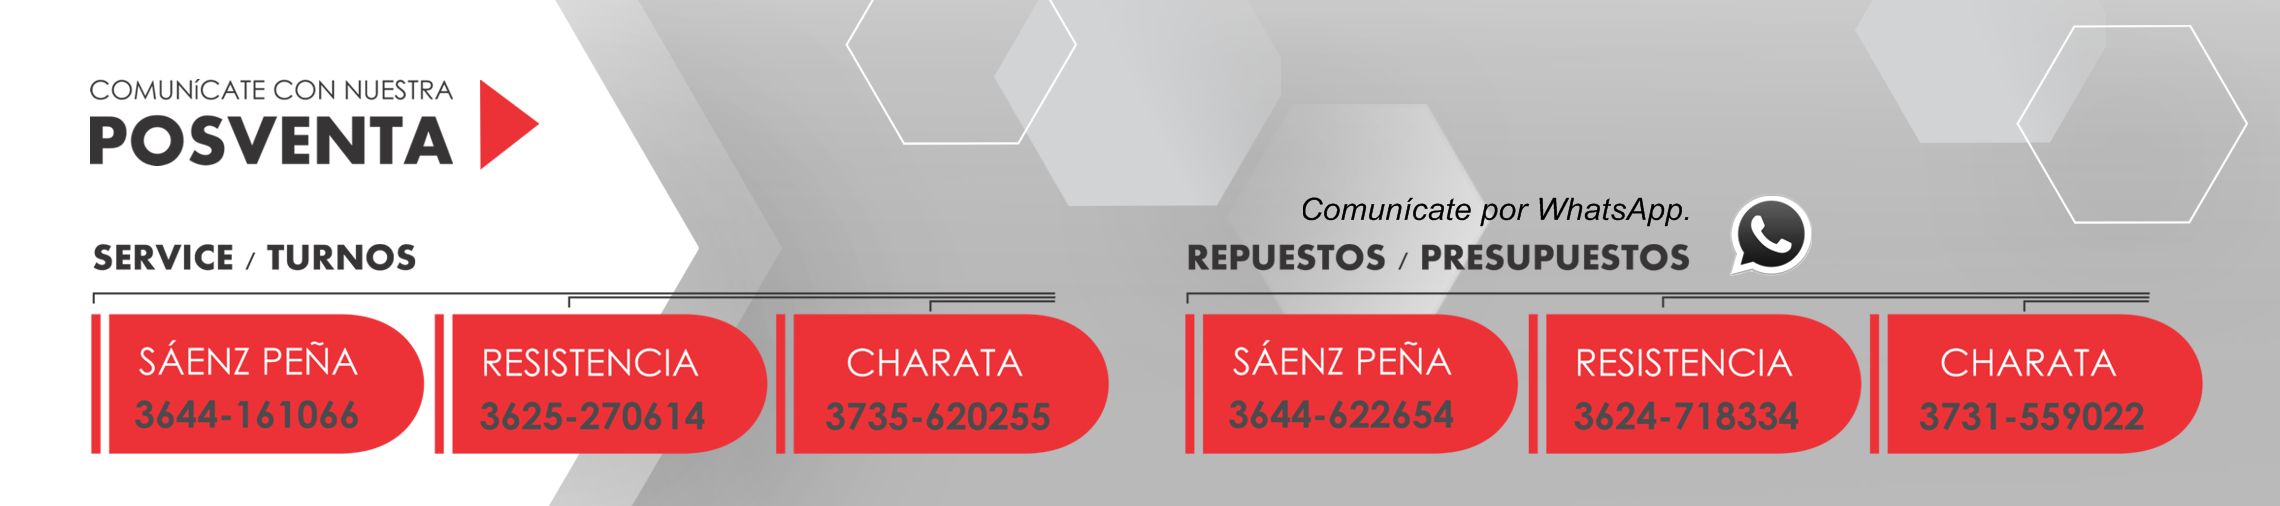 COMUNÍCATE CON NUESTRA
POSVENTA
SERVICE / TURNOS
SÁENZ PEÑA
3644-161066
RESISTENCIA
3625-270614
CHARATA
3735-620255
Comunícate por WhatsApp.
REPUESTOS / PRESUPUESTOS
SÁENZ PEÑA
3644-622654
RESISTENCIA
3624-718334
CHARATA
3731-559022